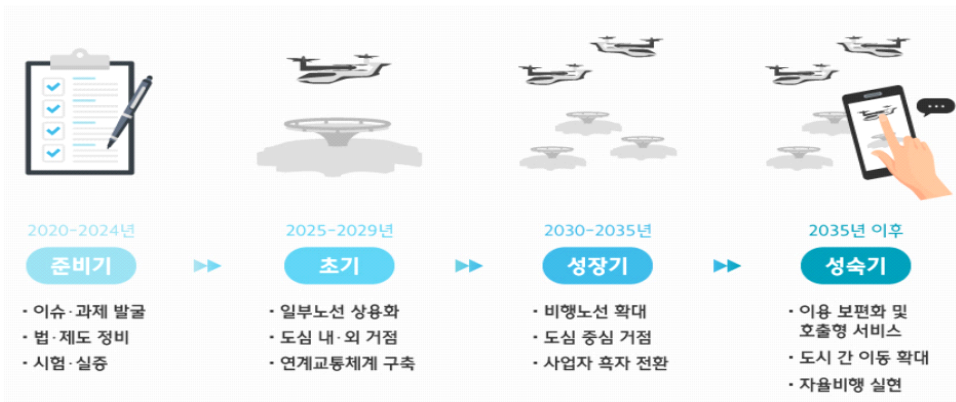 2020-2024년
준비기
· 이슈·과제 발굴
· 법·제도 정비
· 시험·실증
2025-2029년
초기
· 일부노선 상용화
· 도심 내·외 거점
· 연계교통체계 구축
2030-2035년
성장기
· 비행노선 확대
· 도심 중심 거점
· 사업자 흑자 전환
2035년 이후
성숙기
· 이용 보편화 및
호출형 서비스
· 도시 간 이동 확대
· 자율비행 실현